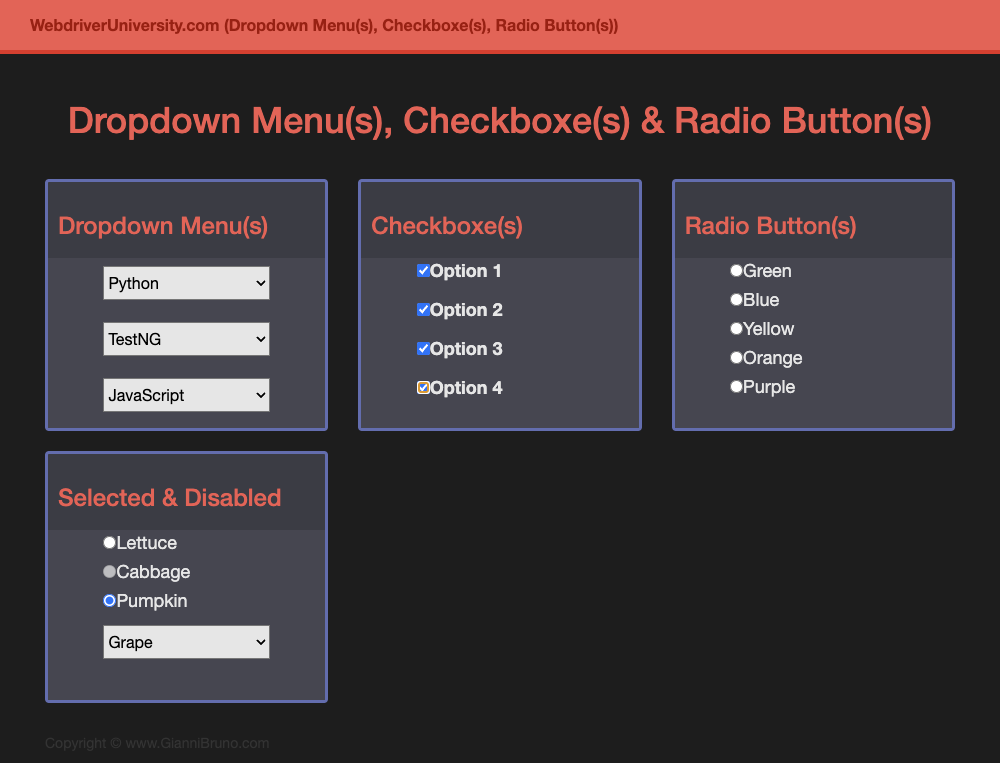 WebdriverUniversity.com (Dropdown Menu(s), Checkboxe(s), Radio Button(s))
Dropdown Menu(s), Checkboxe(s) & Radio Button(s)
Dropdown Menu(s)
Python
TestNG
JavaScript
Checkboxe(s)
Option 1
Option 2
Option 3
Option 4
Radio Button(s)
Green
Blue
Yellow
Orange
Purple
Selected & Disabled
Lettuce
Cabbage
Pumpkin
Grape
Copyright © www.GianniBruno.com